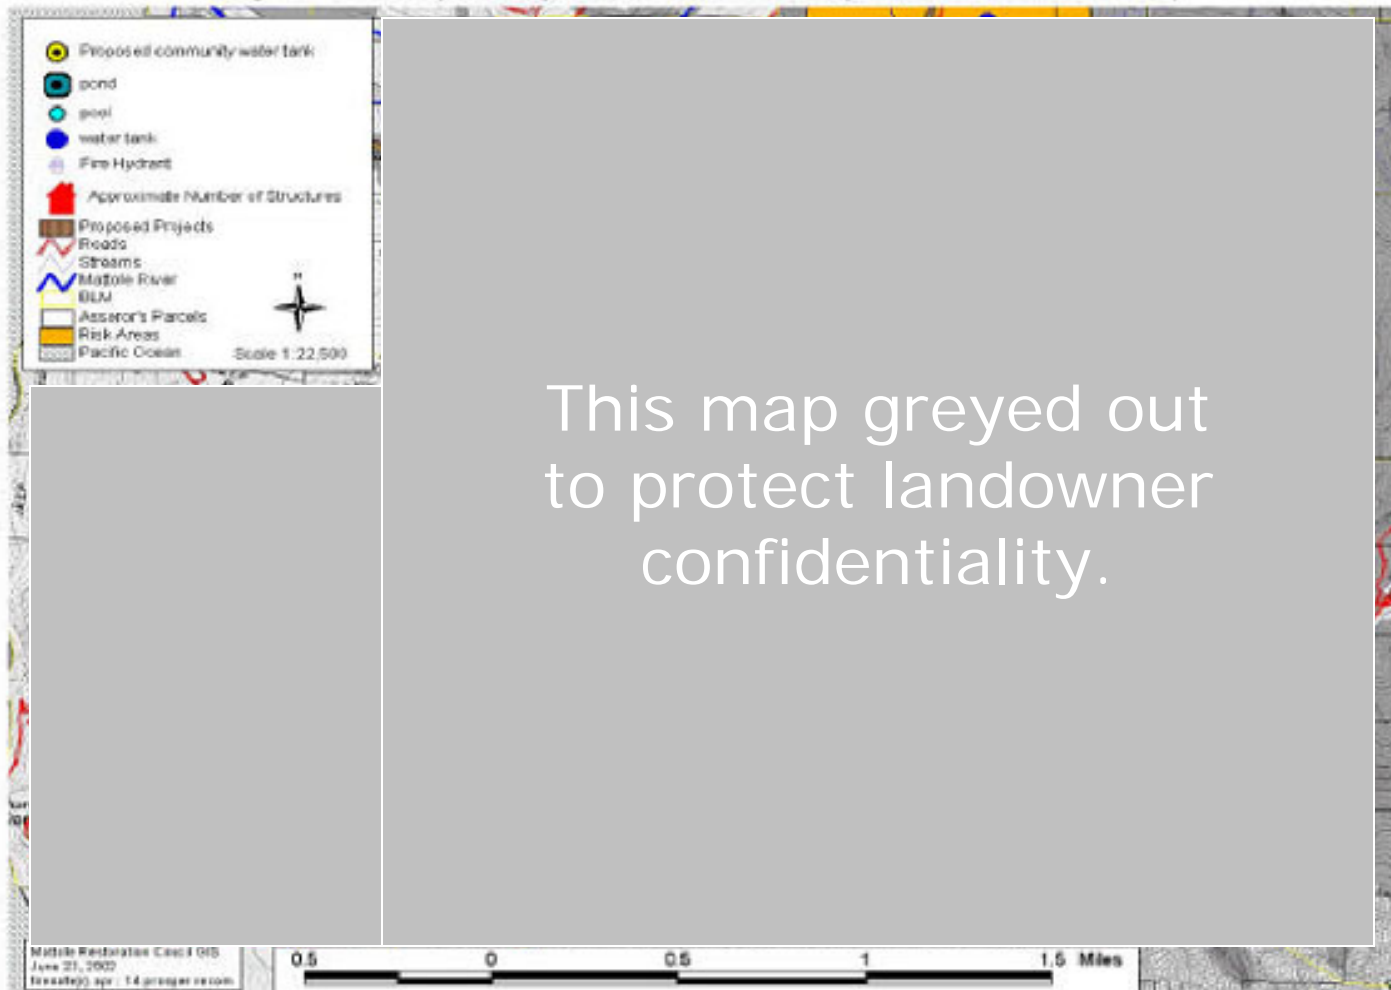 Proposed community water tank
pond
pool
water tank
Fire Hydrant
Approximate Number of Structures
Proposed Projects
Roads
Streams
Mattole River
BLM
N
Asseror's Parcels
Risk Areas
Pacific Ocean
Scale 1:22,500
This map greyed out
to protect landowner
confidentiality.
Mattole Restoration Council GIS
June 21, 2002
0.5 0 0.5 1 1.5 Miles